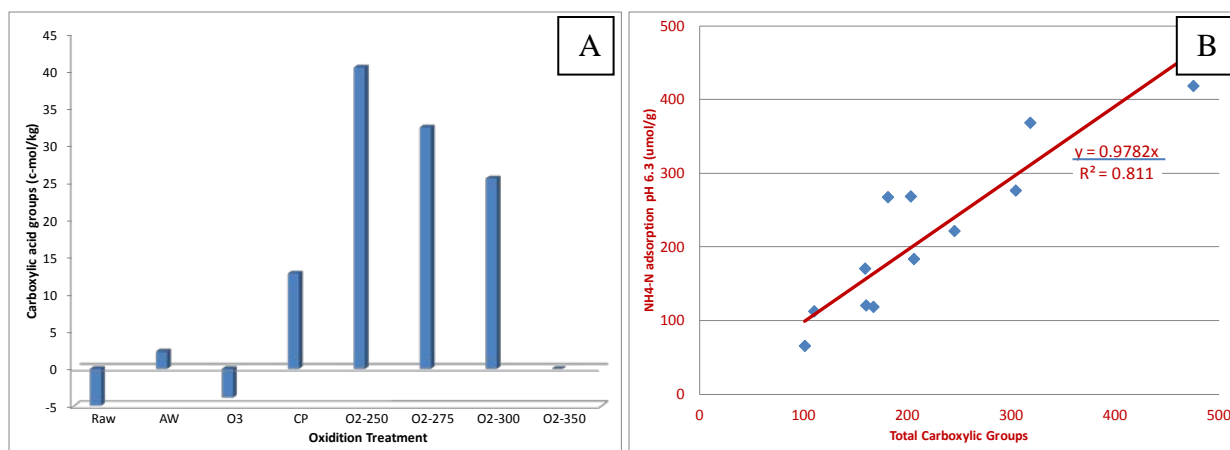 A
Carboxylic acid groups (c-mol/kg)
45
40
35
30
25
20
15
10
5
0
-5
Raw AW O3 CP O2-250 O2-275 O2-300 O2-350
Oxidition Treatment
B
NH4-N adsorption pH 6.3 (umol/g)
500
400
300
200
100
0
y = 0.9782x
R² = 0.811
0 100 200 300 400 500
Total Carboxylic Groups